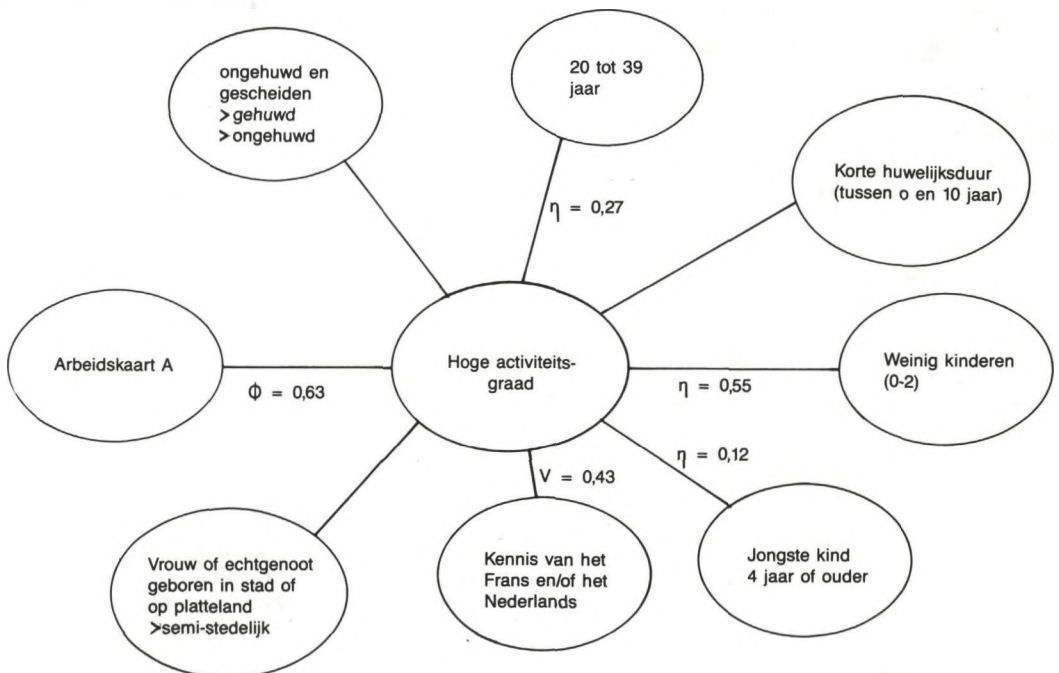 ongehuwd en
gescheiden
>gehuwd
>ongehuwd
20 tot 39
jaar
η = 0,27
Korte huwelijksduur
(tussen o en 10 jaar)
Arbeidskaart A
Φ = 0,63
Hoge activiteits-
graad
η = 0,55
Weinig kinderen
(0-2)
η = 0,12
V = 0,43
Vrouw of echtgenoot
geboren in stad of
op platteland
>semi-stedelijk
Kennis van het
Frans en/of het
Nederlands
Jongste kind
4 jaar of ouder